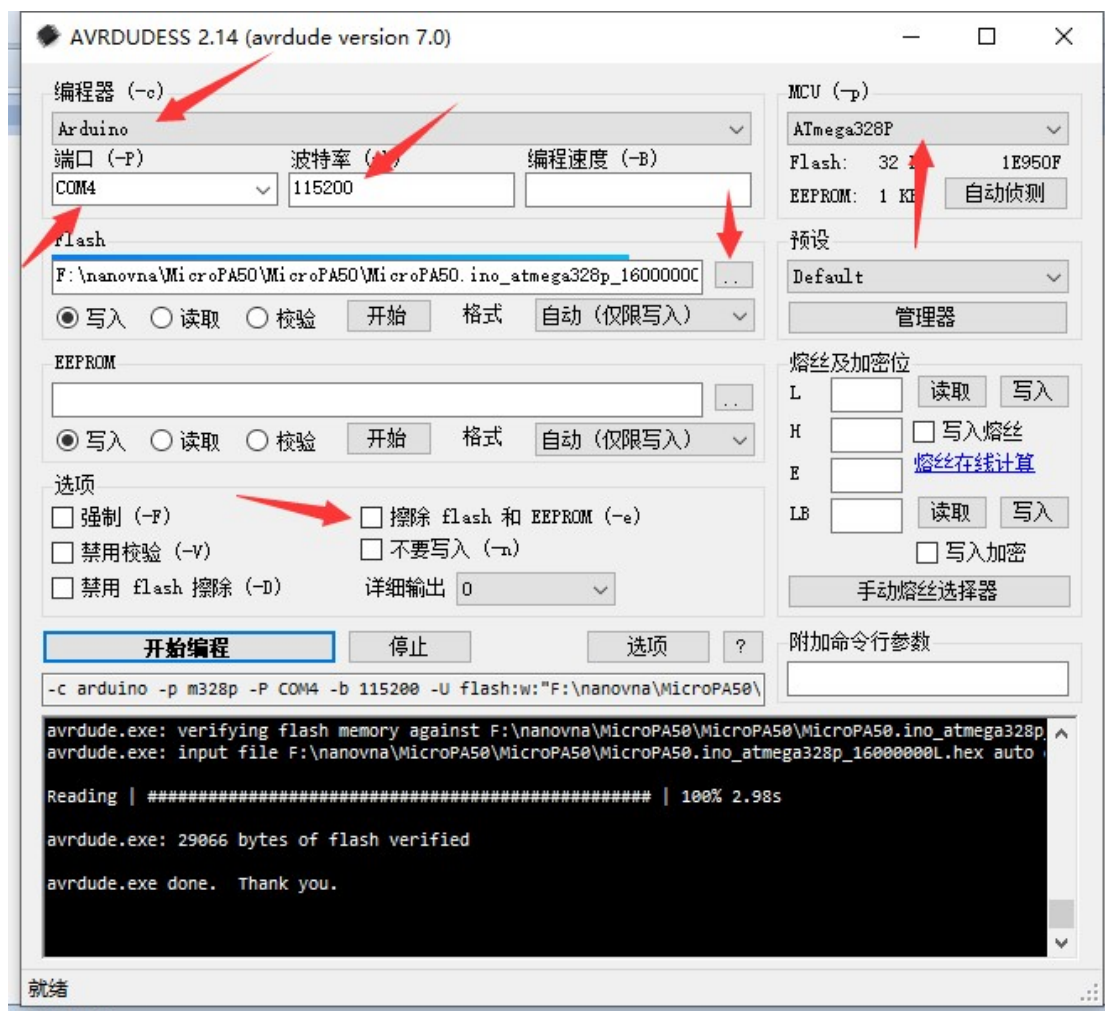 AVRDUDESS 2.14 (avrdude version 7.0)
编程器 (-c)
Arduino
端口 (-P)
波特率
编程速度 (-B)
COM4
115200
MCU (-p)
ATmega328P
Flash: 32
1E950F
EEPROM: 1
自动侦测
Flash
F:\nanovna\MicroPA50\MicroPA50\MicroPA50.ino_atmega328p_1600000
..
写入
读取
校验
开始
格式
自动 (仅限写入)
预设
Default
管理器
EEPROM
..
写入
读取
校验
开始
格式
自动 (仅限写入)
熔丝及加密位
L
读取
写入
H
写入熔丝
E
熔丝在线计算
LB
读取
写入
写入加密
手动熔丝选择器
选项
强制 (-F)
擦除 flash 和 EEPROM (-e)
禁用校验 (-V)
不要写入 (-n)
禁用 flash 擦除 (-D)
详细输出
0
开始编程
停止
选项
?
附加命令行参数
-c arduino -p m328p -P COM4 -b 115200 -U flash:w:"F:\nanovna\MicroPA50\
avrdude.exe: verifying flash memory against F:\nanovna\MicroPA50\MicroPA50\MicroPA50.ino_atmega328p_
avrdude.exe: input file F:\nanovna\MicroPA50\MicroPA50\MicroPA50.ino_atmega328p_16000000L.hex auto
Reading | ################################################## | 100% 2.98s
avrdude.exe: 29066 bytes of flash verified
avrdude.exe done. Thank you.
就绪